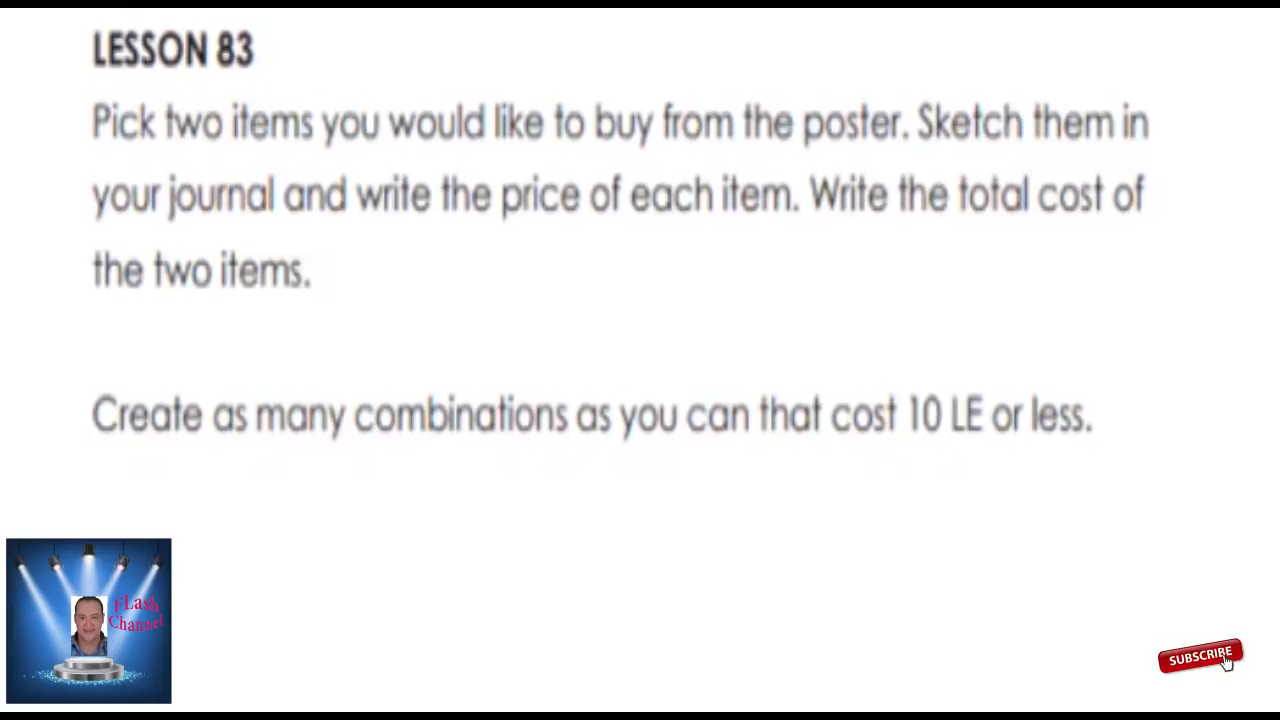 LESSON 83
Pick two items you would like to buy from the poster. Sketch them in
your journal and write the price of each item. Write the total cost of
the two items.
Create as many combinations as you can that cost 10 LE or less.
FLash
Channel
SUBSCRIBE